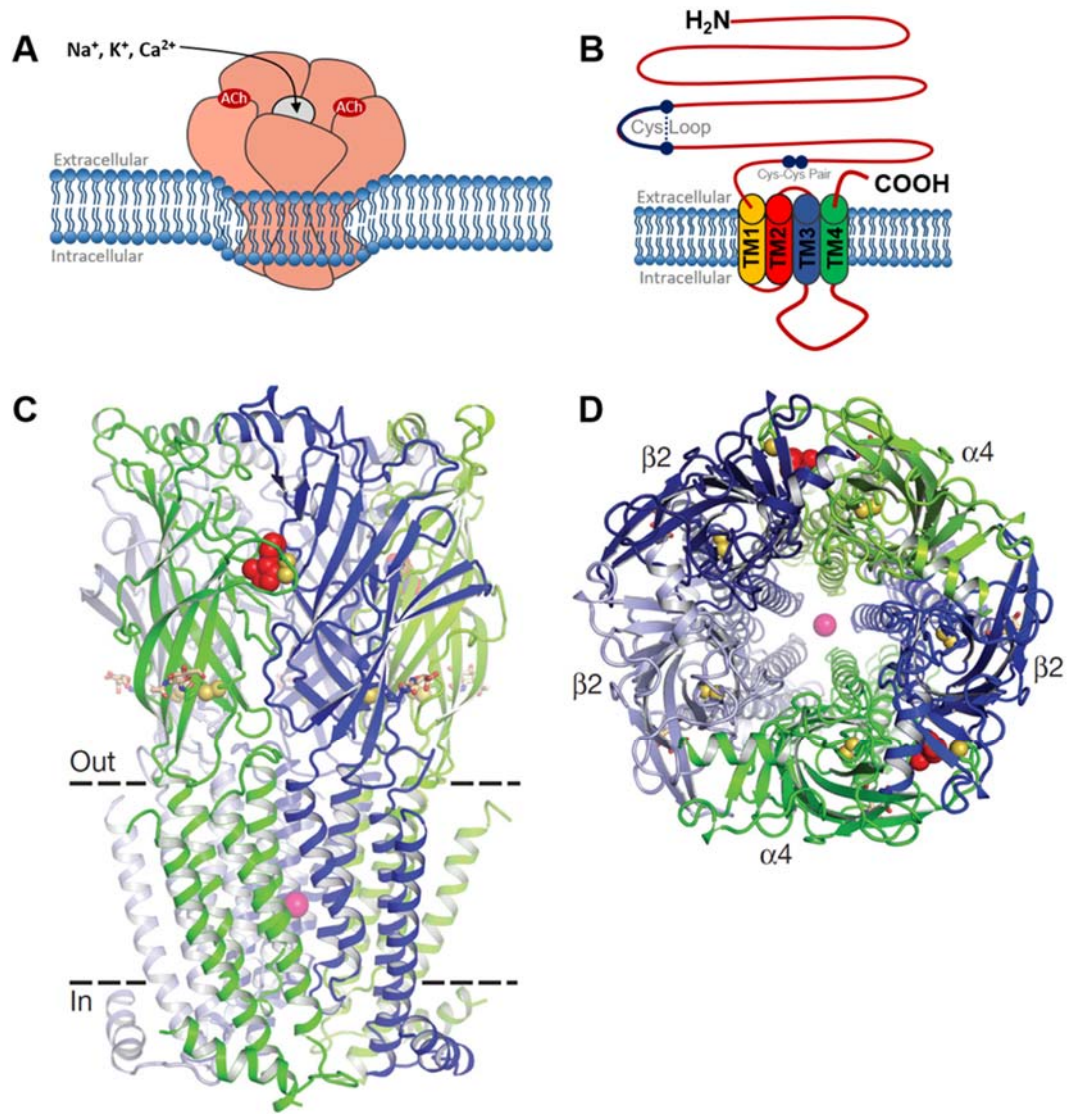 A
Na⁺, K⁺, Ca²⁺
ACh
ACh
Extracellular
Intracellular
B
H₂N
Cys Loop
Cys-Cys Pair
COOH
Extracellular
TM1
TM2
TM3
TM4
Intracellular
C
Out
In
D
β2
α4
β2
β2
α4